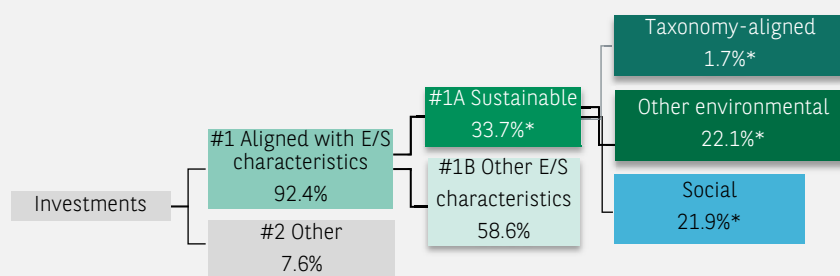 Investments
#1 Aligned with E/S
characteristics
92.4%
#2 Other
7.6%
#1A Sustainable
33.7%*
#1B Other E/S
characteristics
58.6%
Taxonomy-aligned
1.7%*
Other environmental
22.1%*
Social
21.9%*